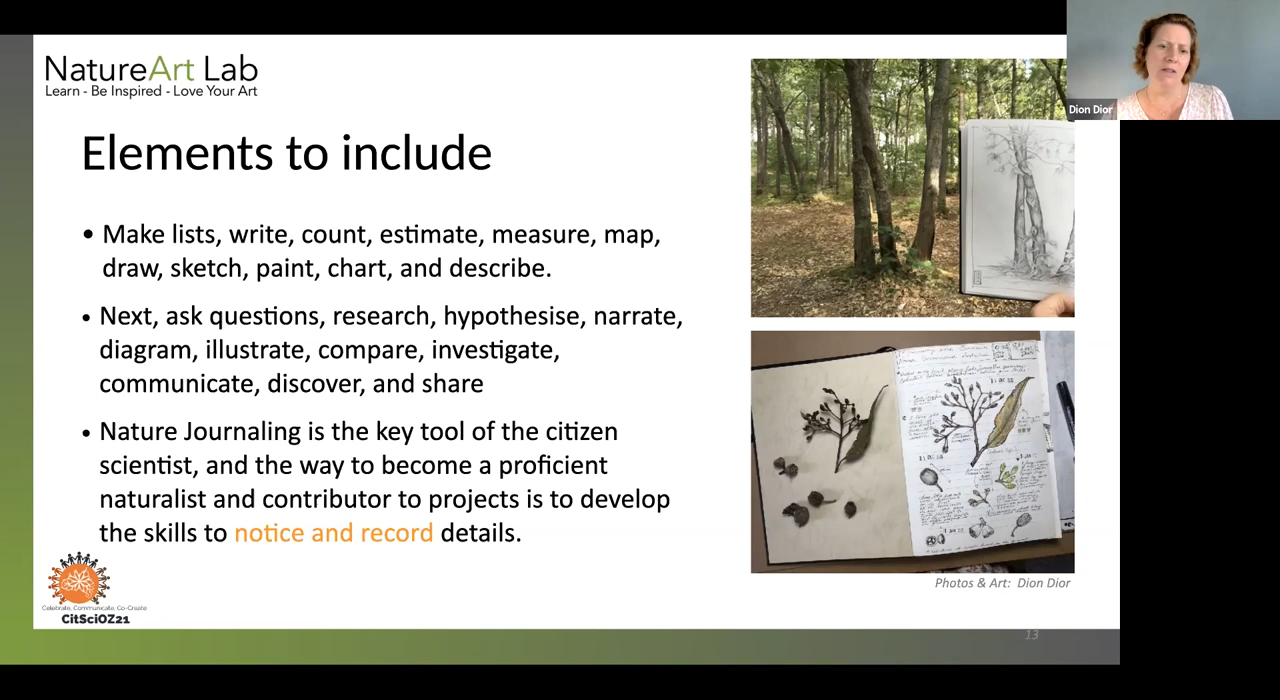 NatureArt Lab
Learn - Be Inspired - Love Your Art
Dion Dior
Elements to include
• Make lists, write, count, estimate, measure, map,
draw, sketch, paint, chart, and describe.
• Next, ask questions, research, hypothesise, narrate,
diagram, illustrate, compare, investigate,
communicate, discover, and share
• Nature Journaling is the key tool of the citizen
scientist, and the way to become a proficient
naturalist and contributor to projects is to develop
the skills to notice and record details.
Photos & Art: Dion Dior
Celebrate, Communicate, Co-Create
CitSciOZ21
13